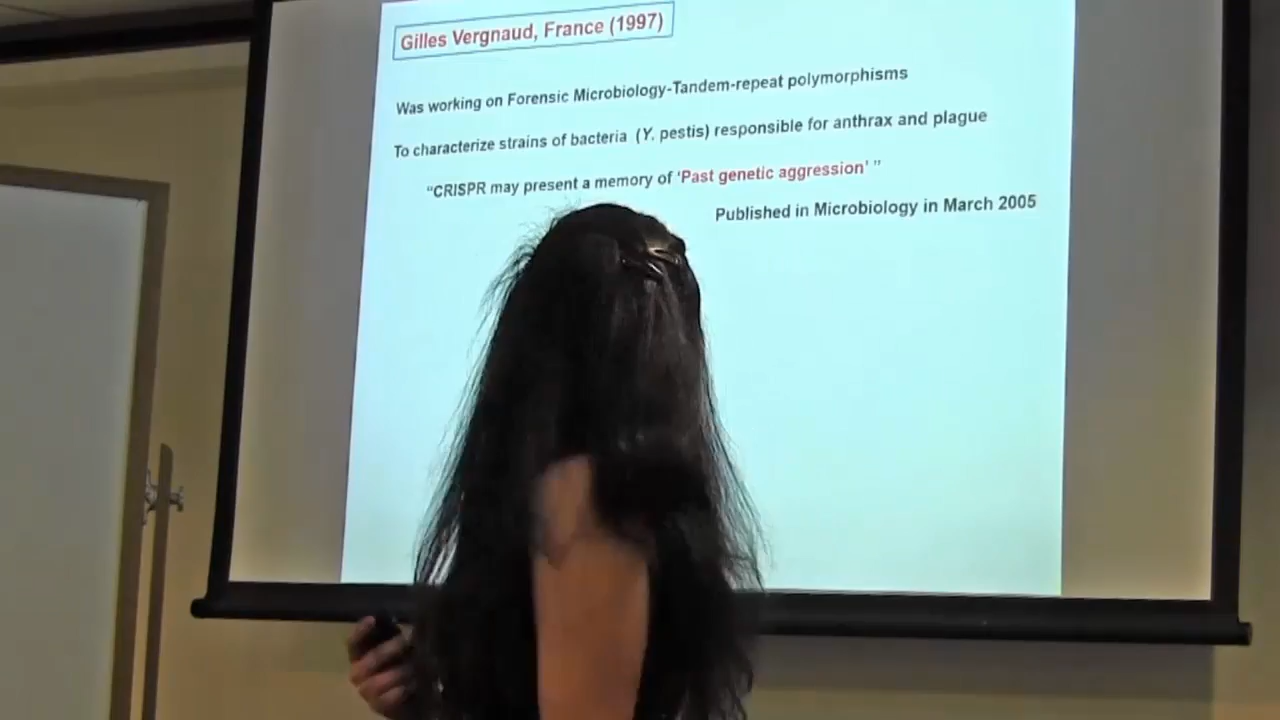 Gilles Vergnaud, France (1997)
Was working on Forensic Microbiology-Tandem-repeat polymorphisms
To characterize strains of bacteria (Y. pestis) responsible for anthrax and plague
“CRISPR may present a memory of ‘Past genetic aggression’ ”
Published in Microbiology in March 2005